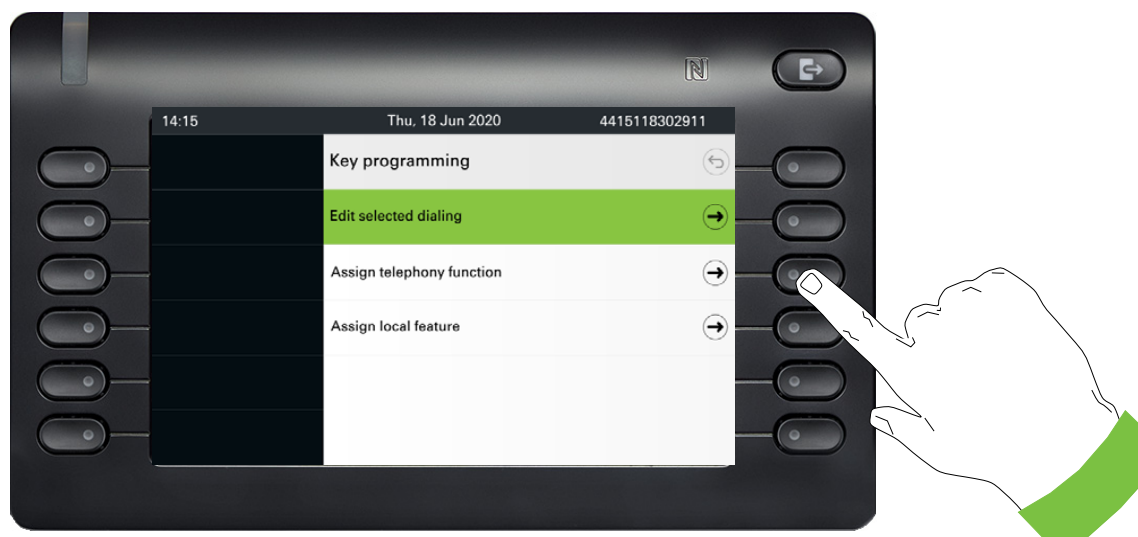 14:15 Thu, 18 Jun 2020 4415118302911
Key programming
Edit selected dialing
Assign telephony function
Assign local feature